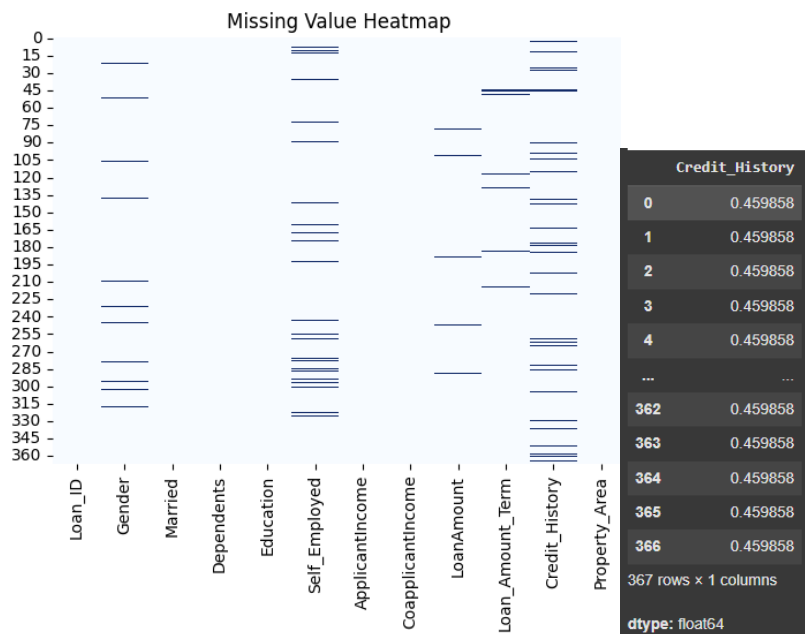 Missing Value Heatmap
0
15
30
45
60
75
90
105
120
135
150
165
180
195
210
225
240
255
270
285
300
315
330
345
360
Loan_ID
Gender
Married
Dependents
Education
Self_Employed
ApplicantIncome
CoapplicantIncome
LoanAmount
Loan_Amount_Term
Credit_History
Property_Area
Credit_History
0 0.459858
1 0.459858
2 0.459858
3 0.459858
4 0.459858
... ...
362 0.459858
363 0.459858
364 0.459858
365 0.459858
366 0.459858
367 rows × 1 columns
dtype: float64